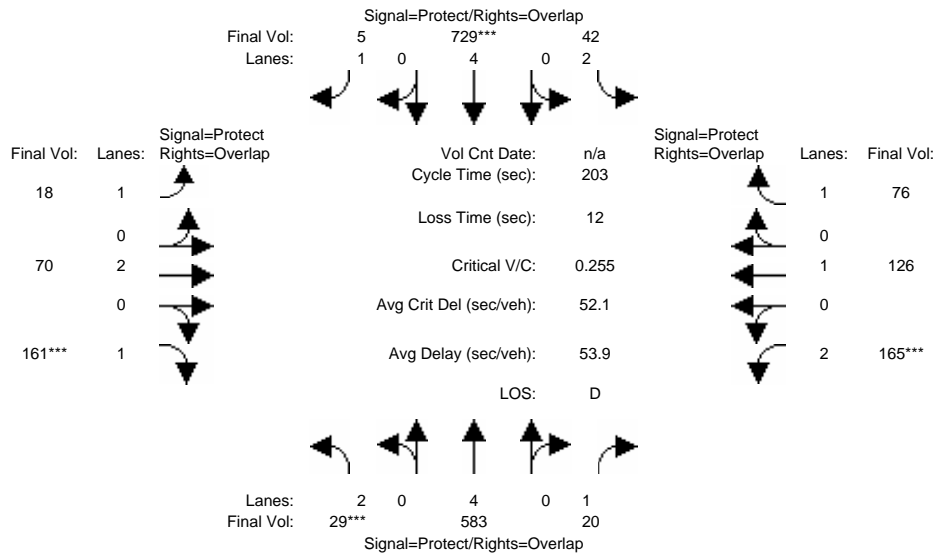 Signal=Protect/Rights=Overlap
Final Vol: 5 729*** 42
Lanes: 1 0 4 0 2
Signal=Protect Signal=Protect
Final Vol: Lanes: Rights=Overlap Vol Cnt Date: n/a Rights=Overlap Lanes: Final Vol:
Cycle Time (sec): 203
18 1 1 76
Loss Time (sec): 12
0 0
70 2 Critical V/C: 0.255 1 126
0 Avg Crit Del (sec/veh): 52.1 0
161*** 1 Avg Delay (sec/veh): 53.9 2 165***
LOS: D
Lanes: 2 0 4 0 1
Final Vol: 29*** 583 20
Signal=Protect/Rights=Overlap